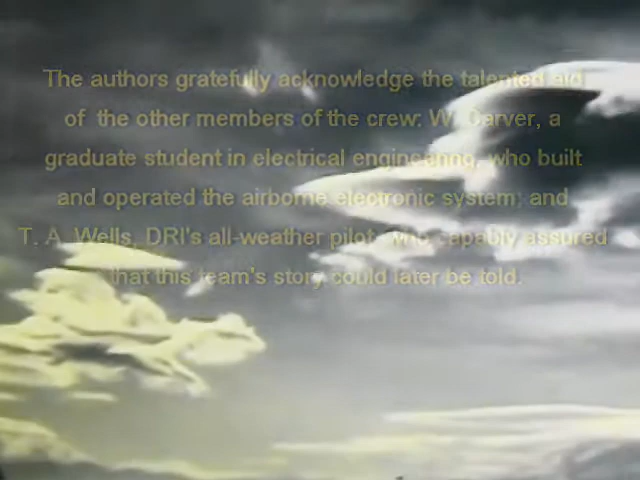 The authors gratefully acknowledge the talented aid
of the other members of the crew: W. Carver, a
graduate student in electrical engineering, who built
and operated the airborne electronic system; and
T. A. Wells, DRI's all-weather pilot, who capably assured
that this team's story could later be told.